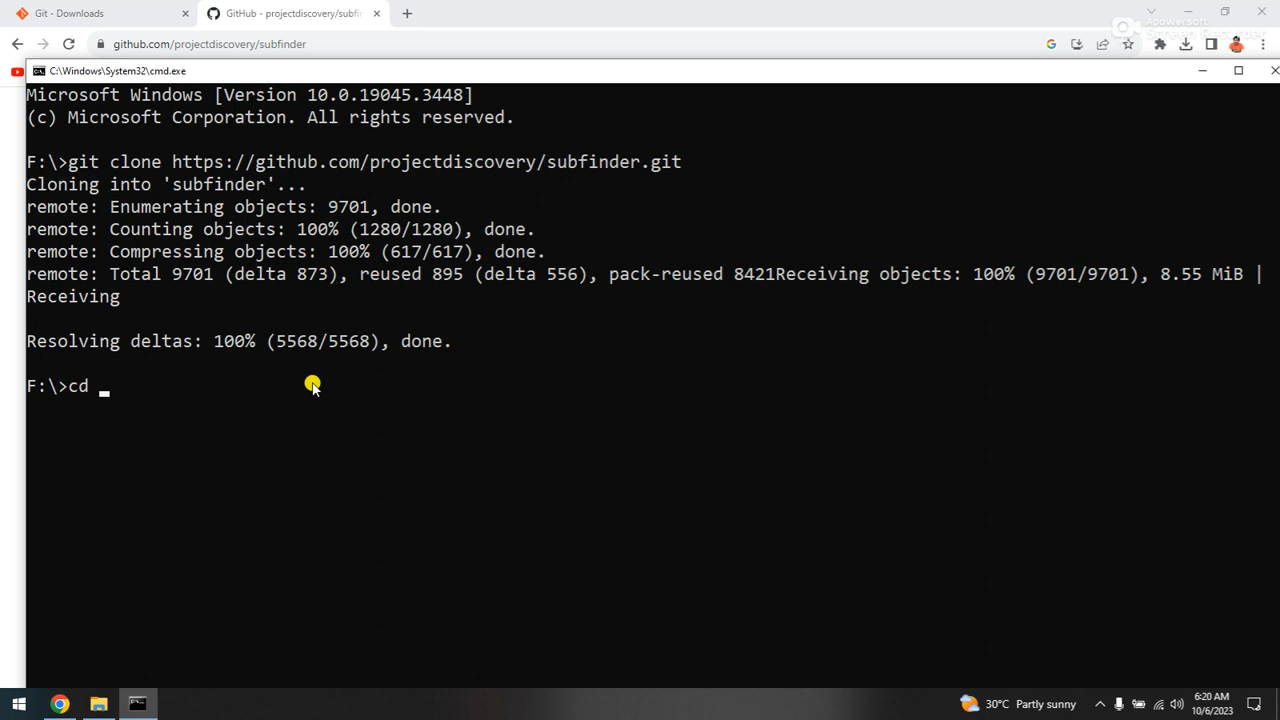 Git - Downloads
GitHub - projectdiscovery/subfin
github.com/projectdiscovery/subfinder
Apowersoft
Screen Recorder
C:\Windows\System32\cmd.exe
Microsoft Windows [Version 10.0.19045.3448]
(c) Microsoft Corporation. All rights reserved.
F:\>git clone https://github.com/projectdiscovery/subfinder.git
Cloning into 'subfinder'...
remote: Enumerating objects: 9701, done.
remote: Counting objects: 100% (1280/1280), done.
remote: Compressing objects: 100% (617/617), done.
remote: Total 9701 (delta 873), reused 895 (delta 556), pack-reused 8421Receiving objects: 100% (9701/9701), 8.55 MiB |
Receiving
Resolving deltas: 100% (5568/5568), done.
F:\>cd _
30°C Partly sunny
6:20 AM
10/6/2023